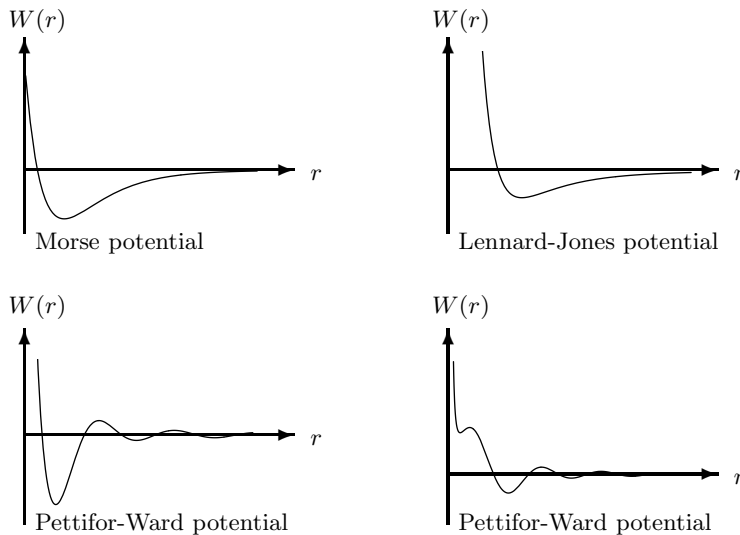 W(r)
W(r)
r
r
Morse potential
Lennard-Jones potential
W(r)
W(r)
r
r
Pettifor-Ward potential
Pettifor-Ward potential